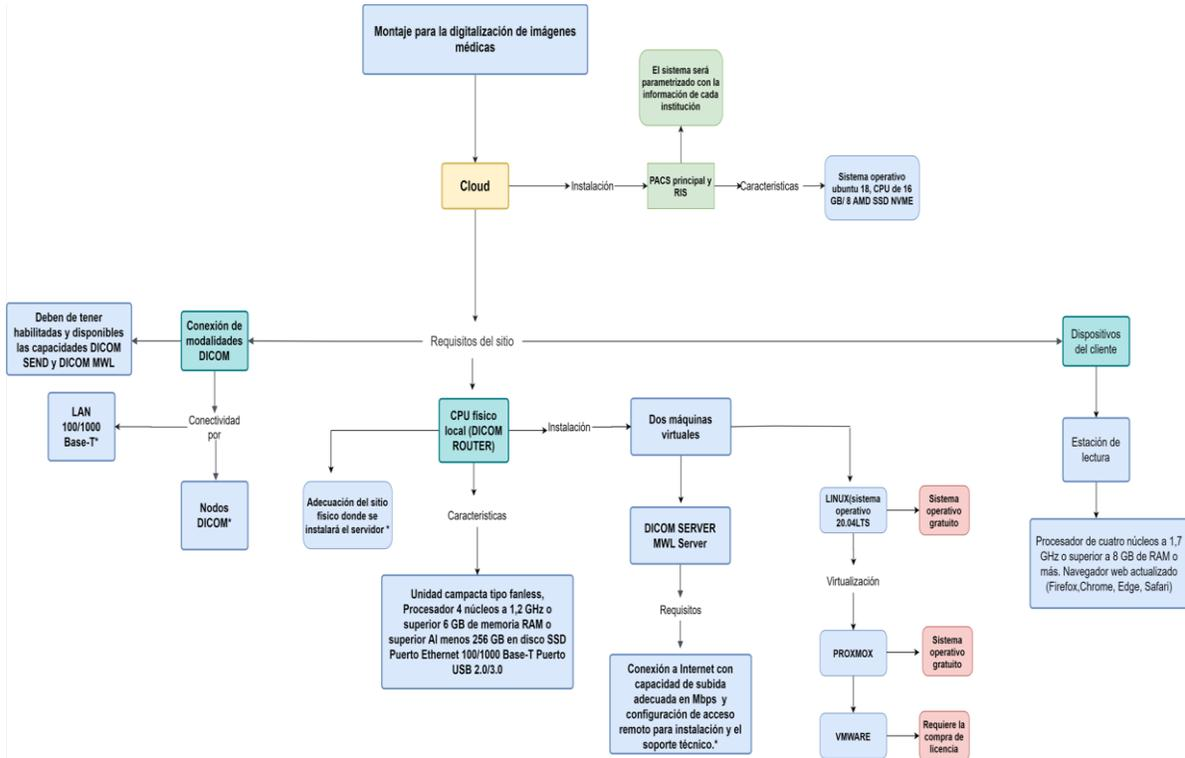 Montaje para la digitalización de imágenes
médicas
El sistema será
parametrizado con la
información de cada
institución
Cloud
Instalación
PACS principal y
RIS
Caracteristicas
Sistema operativo
ubuntu 18, CPU de 16
GB/ 8 AMD SSD NVME
Deben de tener
habilitadas y disponibles
las capacidades DICOM
SEND y DICOM MWL
Conexión de
modalidades
DICOM
Requisitos del sitio
Dispositivos
del cliente
LAN
100/1000
Base-T*
Conectividad
por
Nodos
DICOM*
CPU físico
local (DICOM
ROUTER)
Instalación
Dos máquinas
virtuales
Adecuación del sitio
físico donde se
instalará el servidor *
Características
Unidad campacta tipo fanless,
Procesador 4 núcleos a 1,2 GHz o
superior 6 GB de memoria RAM o
superior Al menos 256 GB en disco SSD
Puerto Ethernet 100/1000 Base-T Puerto
USB 2.0/3.0
DICOM SERVER
MWL Server
Requisitos
Conexión a Internet con
capacidad de subida
adecuada en Mbps y
configuración de acceso
remoto para instalación y el
soporte técnico.*
LINUX(sistema
operativo
20.04LTS
Sistema
operativo
gratuito
Virtualización
PROXMOX
Sistema
operativo
gratuito
VMWARE
Requiere la
compra de
licencia
Estación de
lectura
Procesador de cuatro núcleos a 1,7
GHz o superior a 8 GB de RAM o
más. Navegador web actualizado
(Firefox,Chrome, Edge, Safari)